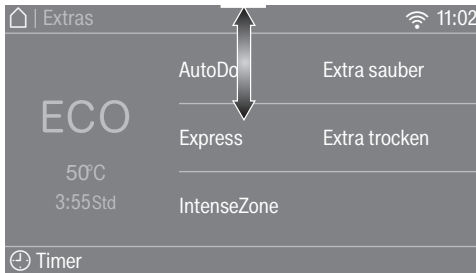 | Extras 11:02
AutoDo Extra sauber
ECO
Express Extra trocken
50°C
3:55Std
IntenseZone
Timer